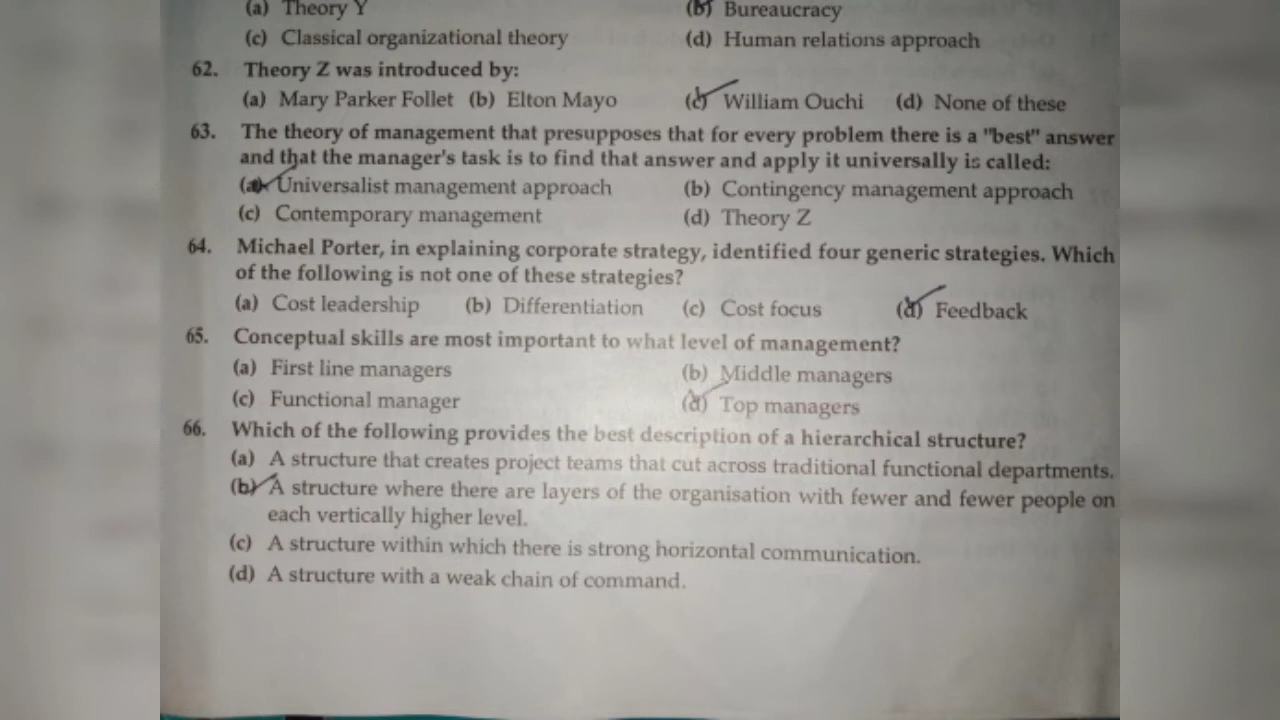 (a) Theory Y (b) Bureaucracy
(c) Classical organizational theory (d) Human relations approach
62. Theory Z was introduced by:
(a) Mary Parker Follet (b) Elton Mayo (c) William Ouchi (d) None of these
63. The theory of management that presupposes that for every problem there is a "best" answer
and that the manager's task is to find that answer and apply it universally is called:
(a) Universalist management approach (b) Contingency management approach
(c) Contemporary management (d) Theory Z
64. Michael Porter, in explaining corporate strategy, identified four generic strategies. Which
of the following is not one of these strategies?
(a) Cost leadership (b) Differentiation (c) Cost focus (d) Feedback
65. Conceptual skills are most important to what level of management?
(a) First line managers (b) Middle managers
(c) Functional manager (d) Top managers
66. Which of the following provides the best description of a hierarchical structure?
(a) A structure that creates project teams that cut across traditional functional departments.
(b) A structure where there are layers of the organisation with fewer and fewer people on
each vertically higher level.
(c) A structure within which there is strong horizontal communication.
(d) A structure with a weak chain of command.